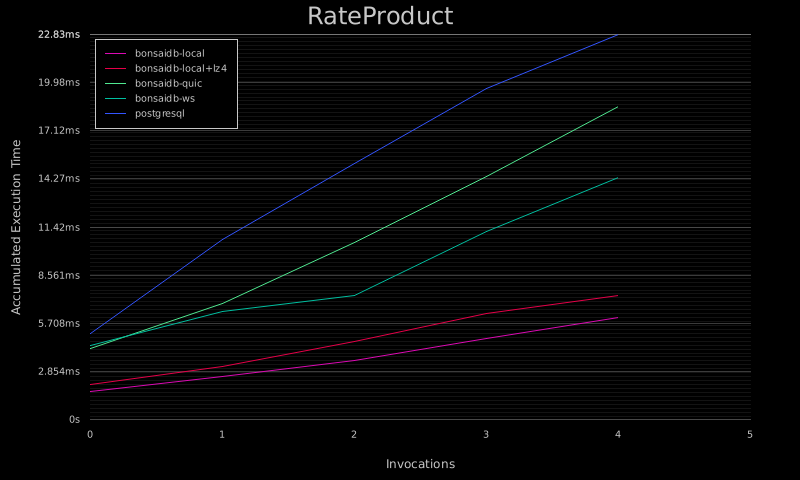 RateProduct
22.83ms
19.98ms
17.12ms
14.27ms
11.42ms
8.561ms
5.708ms
2.854ms
0s
bonsaidb-local
bonsaidb-local+lz4
bonsaidb-quic
bonsaidb-ws
postgresql
Accumulated Execution Time
0 1 2 3 4 5
Invocations